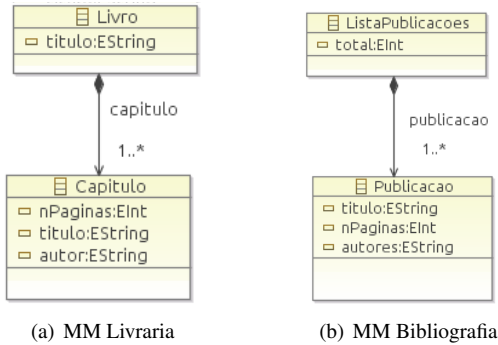 Livro
titulo:EString
capitulo
1..*
Capitulo
nPaginas:EInt
titulo:EString
autor:EString
(a) MM Livraria
ListaPublicacoes
total:EInt
publicacao
1..*
Publicacao
titulo:EString
nPaginas:EInt
autores:EString
(b) MM Bibliografia